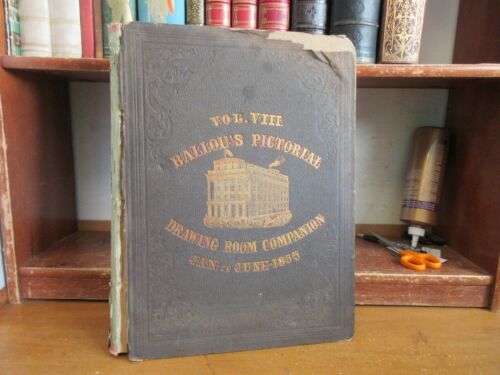 VOL. VIII.
BALLOU'S PICTORIAL
DRAWING ROOM COMPANION
JAN. TO JUNE. 1855